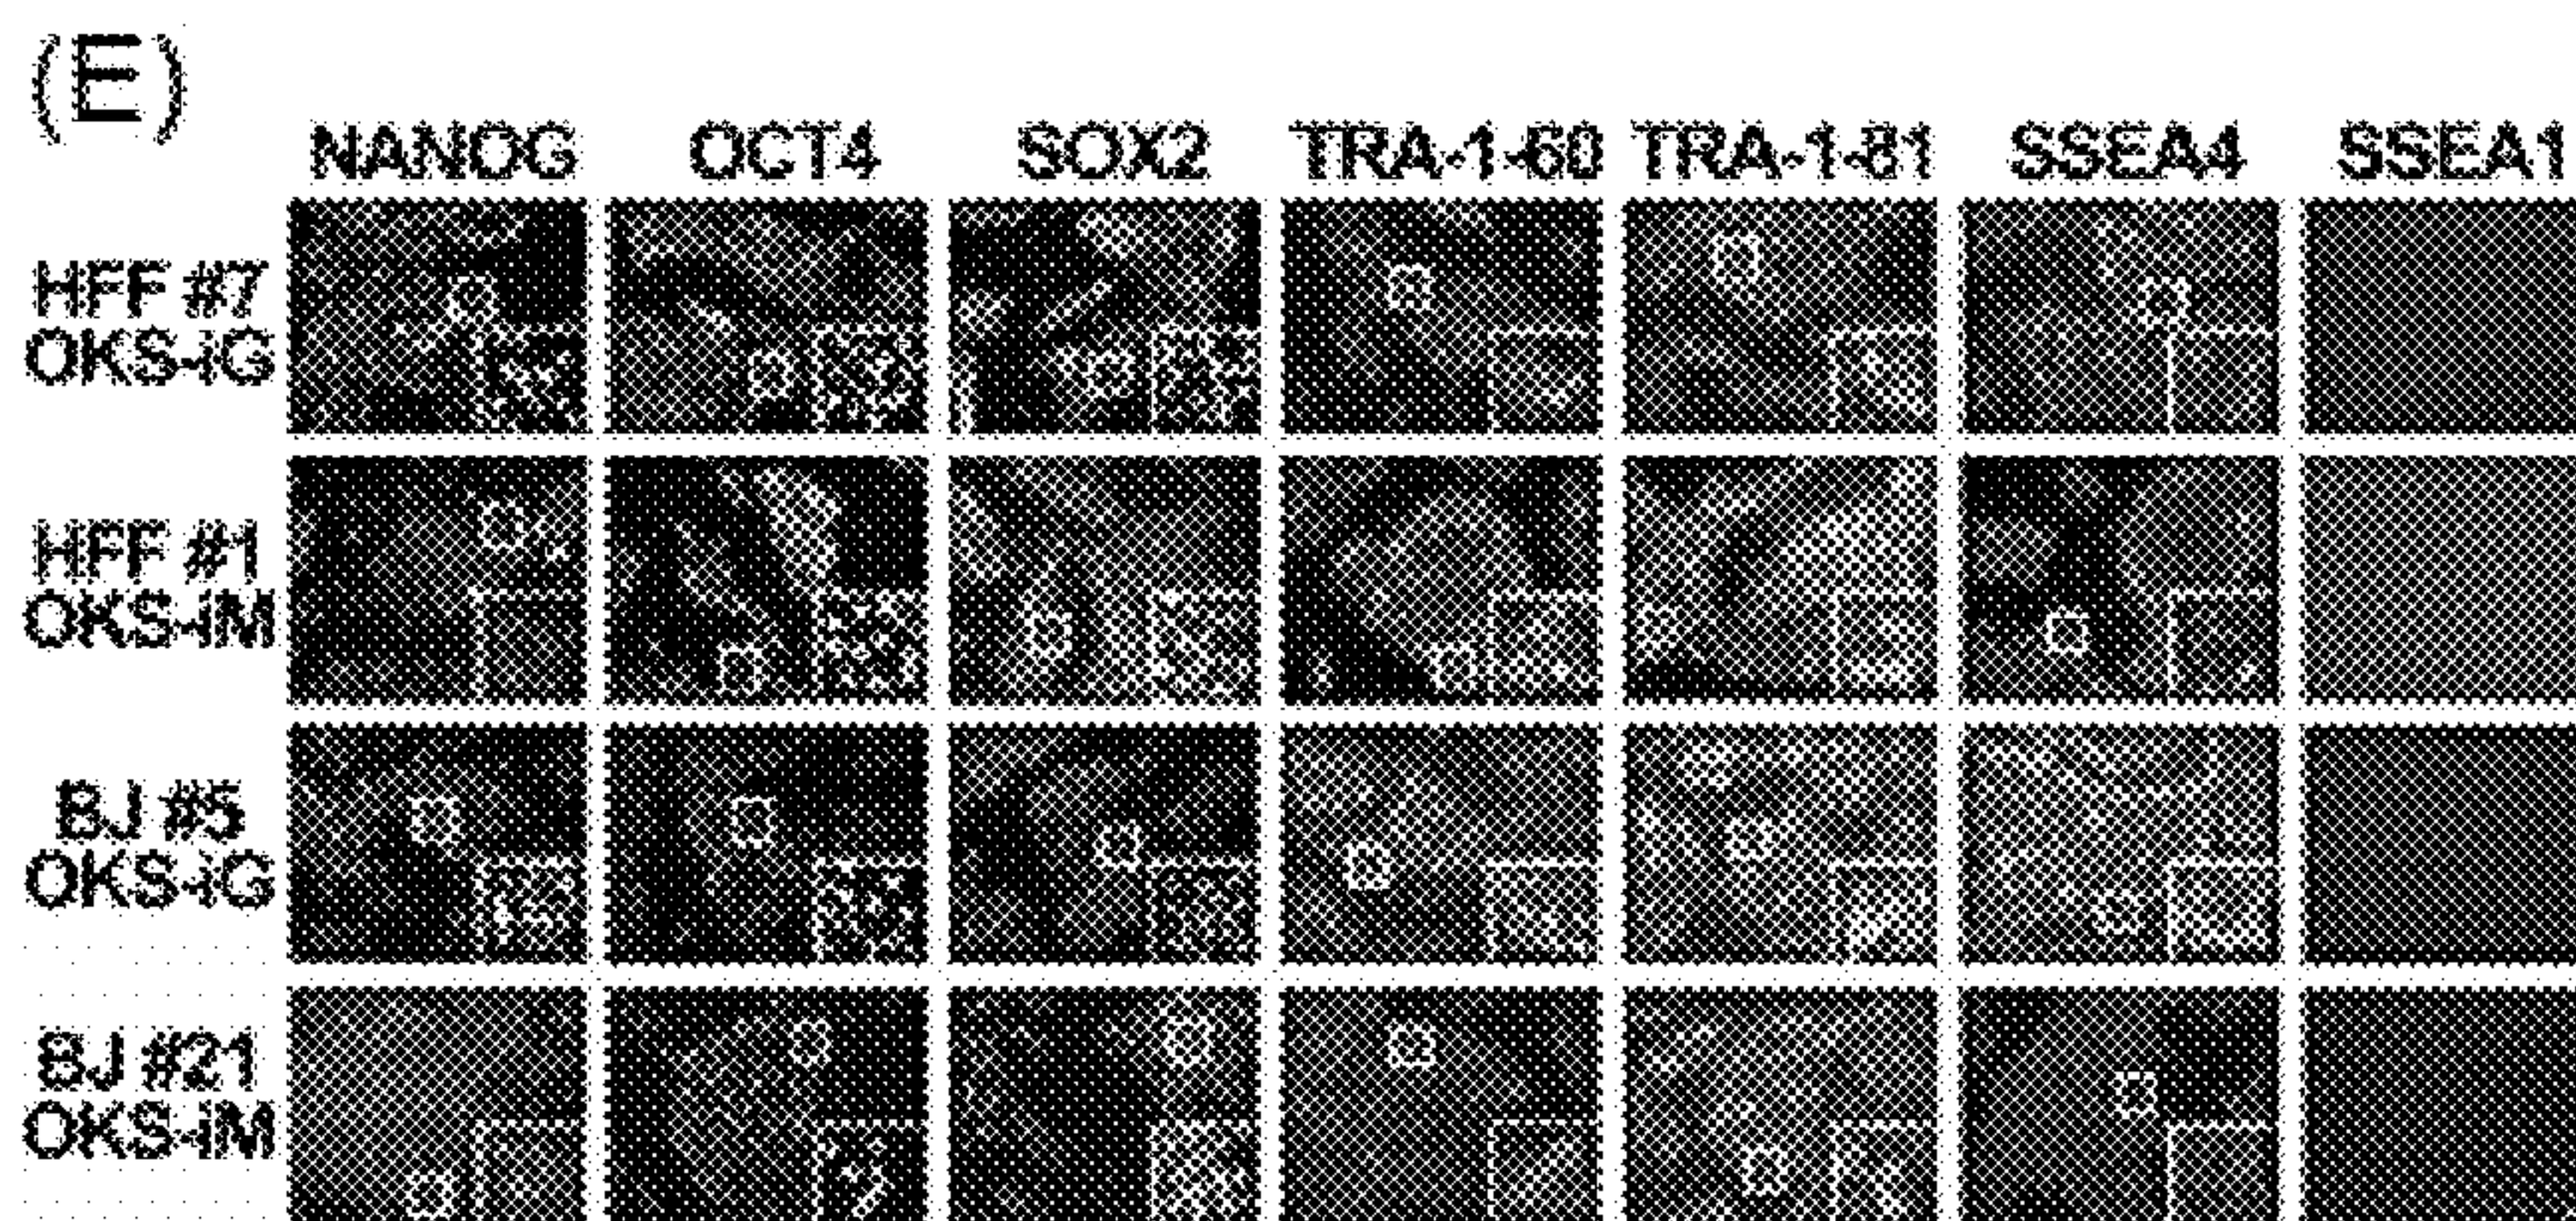 (E)
NANOG OCT4 SOX2 TRA-1-60 TRA-1-81 SSEA4 SSEA1
HFF #7
OKS-iG
HFF #1
OKS-iM
BJ #5
OKS-iG
BJ #21
OKS-iM